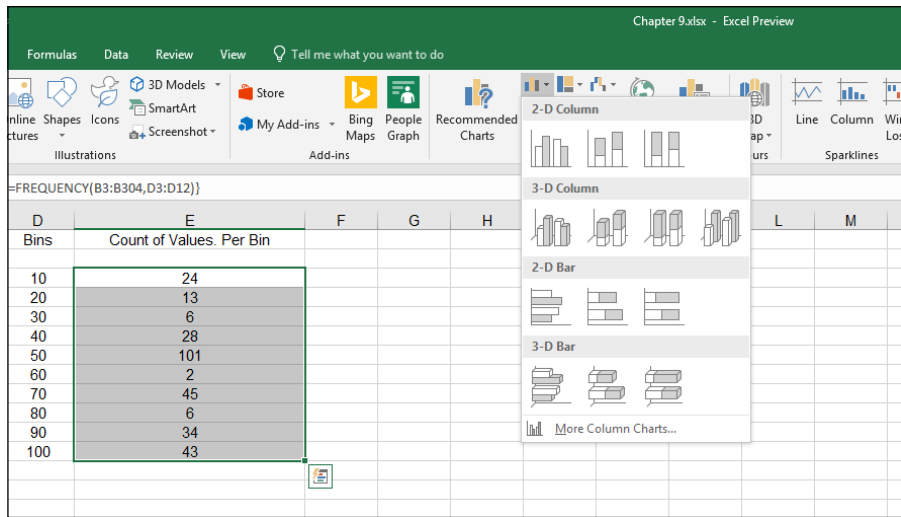 Chapter 9.xlsx - Excel Preview
Formulas Data Review View Tell me what you want to do
3D Models
SmartArt
Screenshot
Shapes Icons
Illustrations
Store
My Add-ins
Bing Maps
People Graph
Add-ins
Recommended Charts
Line Column
Sparklines
=FREQUENCY(B3:B304,D3:D12)}
D E F G H L M
Bins Count of Values. Per Bin
10 24
20 13
30 6
40 28
50 101
60 2
70 45
80 6
90 34
100 43
2-D Column
3-D Column
2-D Bar
3-D Bar
More Column Charts...